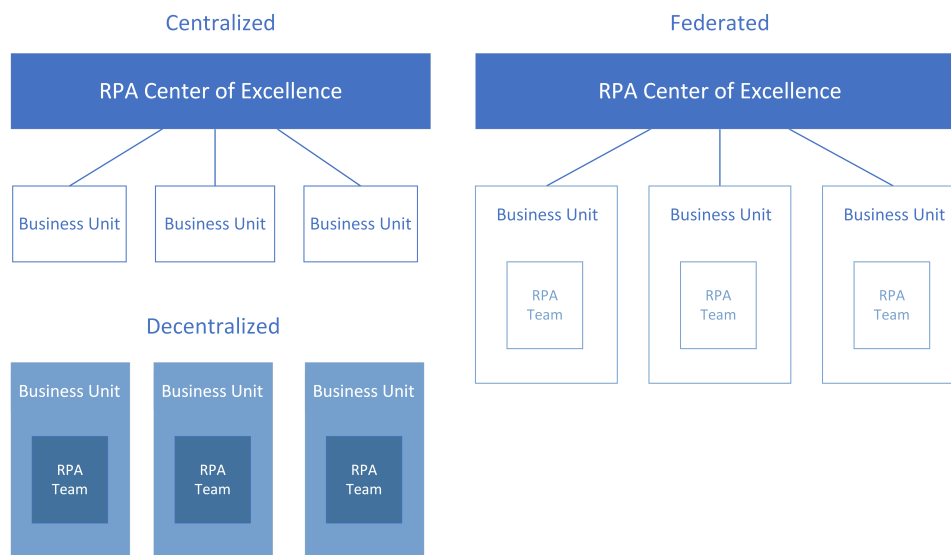 Centralized
RPA Center of Excellence
Business Unit
Business Unit
Business Unit
Decentralized
Business Unit
RPA
Team
Business Unit
RPA
Team
Business Unit
RPA
Team
Federated
RPA Center of Excellence
Business Unit
RPA
Team
Business Unit
RPA
Team
Business Unit
RPA
Team